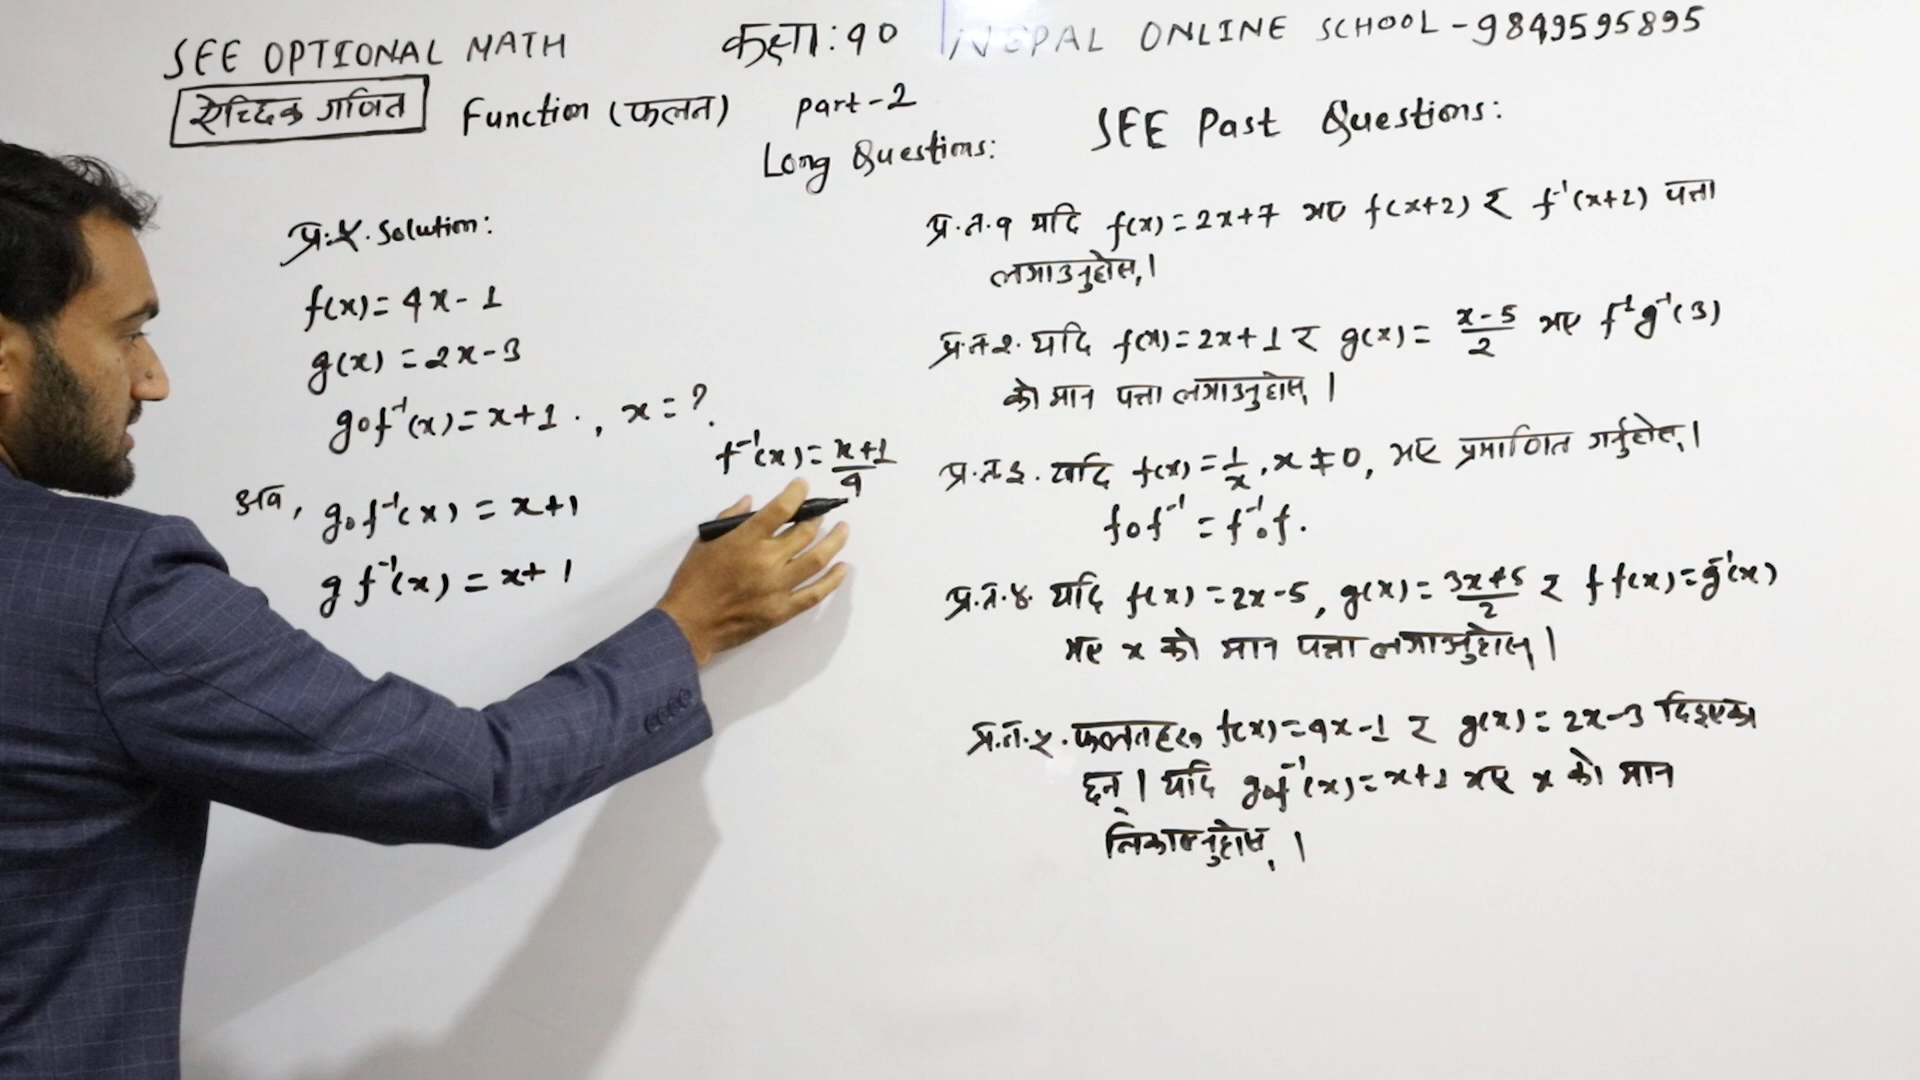 SEE OPTIONAL MATH कक्षा:१० NEPAL ONLINE SCHOOL - 9849595895
ऐच्छिक गणित Function (फलन) part-2
Long Questions: SEE Past Questions:
प्र.५. Solution:
f(x)= 4x-1
g(x) = 2x-3
gof⁻¹(x)= x+1 ., x = ?
f⁻¹(x)= (x+1)/4
अब, gof⁻¹(x) = x+1
g f⁻¹(x) = x+1
प्र.न.१ यदि f(x)=2x+7 भए f(x+2) र f⁻¹(x+2) पत्ता
लगाउनुहोस् ।
प्र.न.२. यदि f(x)=2x+1 र g(x)= (x-5)/2 भए f⁻¹g⁻¹(3)
को मान पत्ता लगाउनुहोस् ।
प्र.न.३. यदि f(x)=1/x, x≠0, भए प्रमाणित गर्नुहोस् ।
fof⁻¹ = f⁻¹of.
प्र.न.४. यदि f(x)=2x-5, g(x)= (3x+5)/2 र f f(x)=g⁻¹(x)
भए x को मान पत्ता लगाउनुहोस् ।
प्र.न.५. फलनहरु f(x)=4x-1 र g(x)=2x-3 दिइएका
छन् । यदि gof⁻¹(x)=x+1 भए x को मान
निकाल्नुहोस् ।